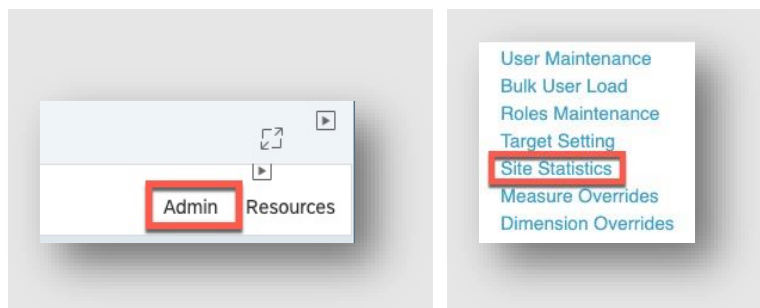 Admin Resources
User Maintenance
Bulk User Load
Roles Maintenance
Target Setting
Site Statistics
Measure Overrides
Dimension Overrides